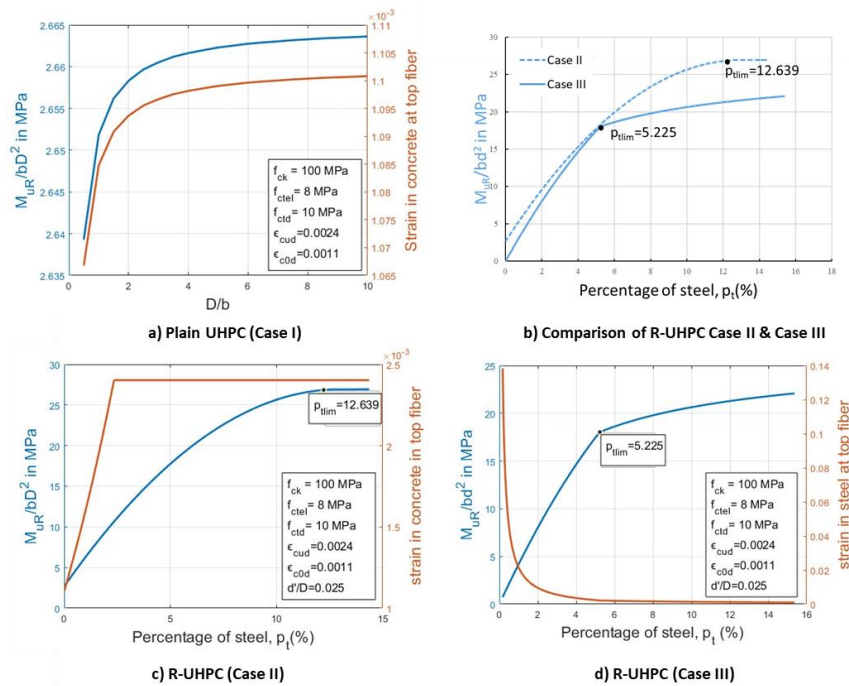 ×10⁻³
2.665
2.66
2.655
2.65
2.645
2.64
2.635
M_uR/bD² in MPa
1.11
1.105
1.10
1.095
1.09
1.085
1.08
1.075
1.07
1.065
Strain in concrete at top fiber
f_ck = 100 MPa
f_ctel = 8 MPa
f_ctd = 10 MPa
ϵ_cud=0.0024
ϵ_c0d=0.0011
0 2 4 6 8 10
D/b
a) Plain UHPC (Case I)
30
25
20
15
10
5
0
M_uR/bd² in MPa
Case II
Case III
p_tlim=12.639
p_tlim=5.225
0 2 4 6 8 10 12 14 16 18
Percentage of steel, p_t(%)
b) Comparison of R-UHPC Case II & Case III
×10⁻³
30
25
20
15
10
5
0
M_uR/bD² in MPa
2.5
2
1.5
1
strain in concrete in top fiber
p_tlim=12.639
f_ck = 100 MPa
f_ctel = 8 MPa
f_ctd = 10 MPa
ϵ_cud=0.0024
ϵ_c0d=0.0011
d'/D=0.025
0 5 10 15
Percentage of steel, p_t(%)
c) R-UHPC (Case II)
25
20
15
10
5
0
M_uR/bd² in MPa
0.14
0.12
0.1
0.08
0.06
0.04
0.02
0
strain in steel at top fiber
p_tlim=5.225
f_ck = 100 MPa
f_ctel = 8 MPa
f_ctd = 10 MPa
ϵ_cud=0.0024
ϵ_c0d=0.0011
d'/D=0.025
0 2 4 6 8 10 12 14 16
Percentage of steel, p_t (%)
d) R-UHPC (Case III)